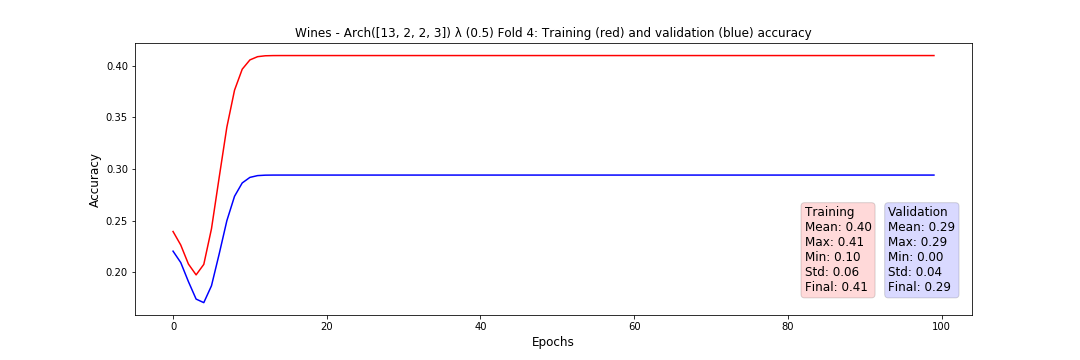 Wines - Arch([13, 2, 2, 3]) λ (0.5) Fold 4: Training (red) and validation (blue) accuracy
Accuracy
0.40
0.35
0.30
0.25
0.20
Training
Mean: 0.40
Max: 0.41
Min: 0.10
Std: 0.06
Final: 0.41
Validation
Mean: 0.29
Max: 0.29
Min: 0.00
Std: 0.04
Final: 0.29
0 20 40 60 80 100
Epochs